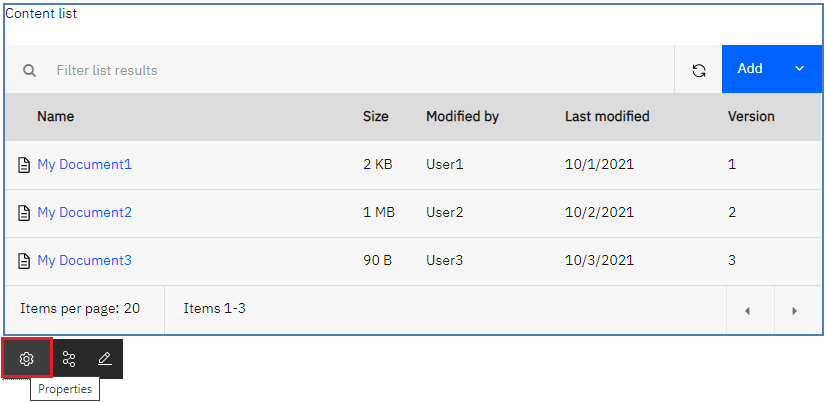 Content list
Filter list results Add
Name Size Modified by Last modified Version
My Document1 2 KB User1 10/1/2021 1
My Document2 1 MB User2 10/2/2021 2
My Document3 90 B User3 10/3/2021 3
Items per page: 20 Items 1-3
Properties